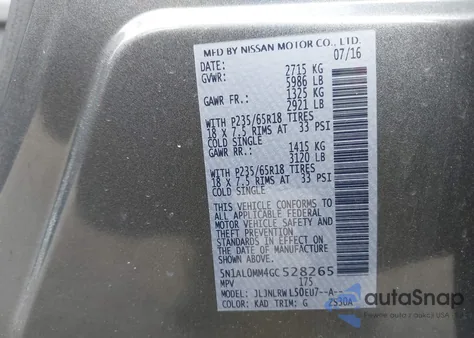 MFD BY NISSAN MOTOR CO., LTD.
DATE: 07/16
GVWR: 2715 KG
5986 LB
GAWR FR.: 1325 KG
2921 LB
WITH P235/65R18 TIRES
18 X 7.5 RIMS AT 33 PSI
COLD SINGLE
GAWR RR.: 1415 KG
3120 LB
WITH P235/65R18 TIRES
18 X 7.5 RIMS AT 33 PSI
COLD SINGLE
THIS VEHICLE CONFORMS TO
ALL APPLICABLE FEDERAL
MOTOR VEHICLE SAFETY AND
THEFT PREVENTION
STANDARDS IN EFFECT ON
THE DATE OF MANUFACTURE
SHOWN ABOVE.
5N1AL0MM4GC528265
MPV 175
MODEL: JLJNLRWL50EU7--A--
COLOR: KAD TRIM: G ZS30A
autoSnap